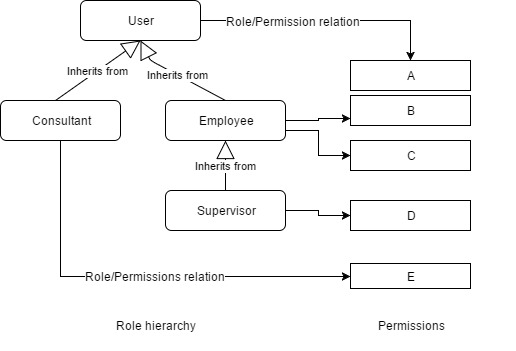 User
Role/Permission relation
Inherits from
Inherits from
A
B
Consultant
Employee
C
Inherits from
Supervisor
D
Role/Permissions relation
E
Role hierarchy
Permissions